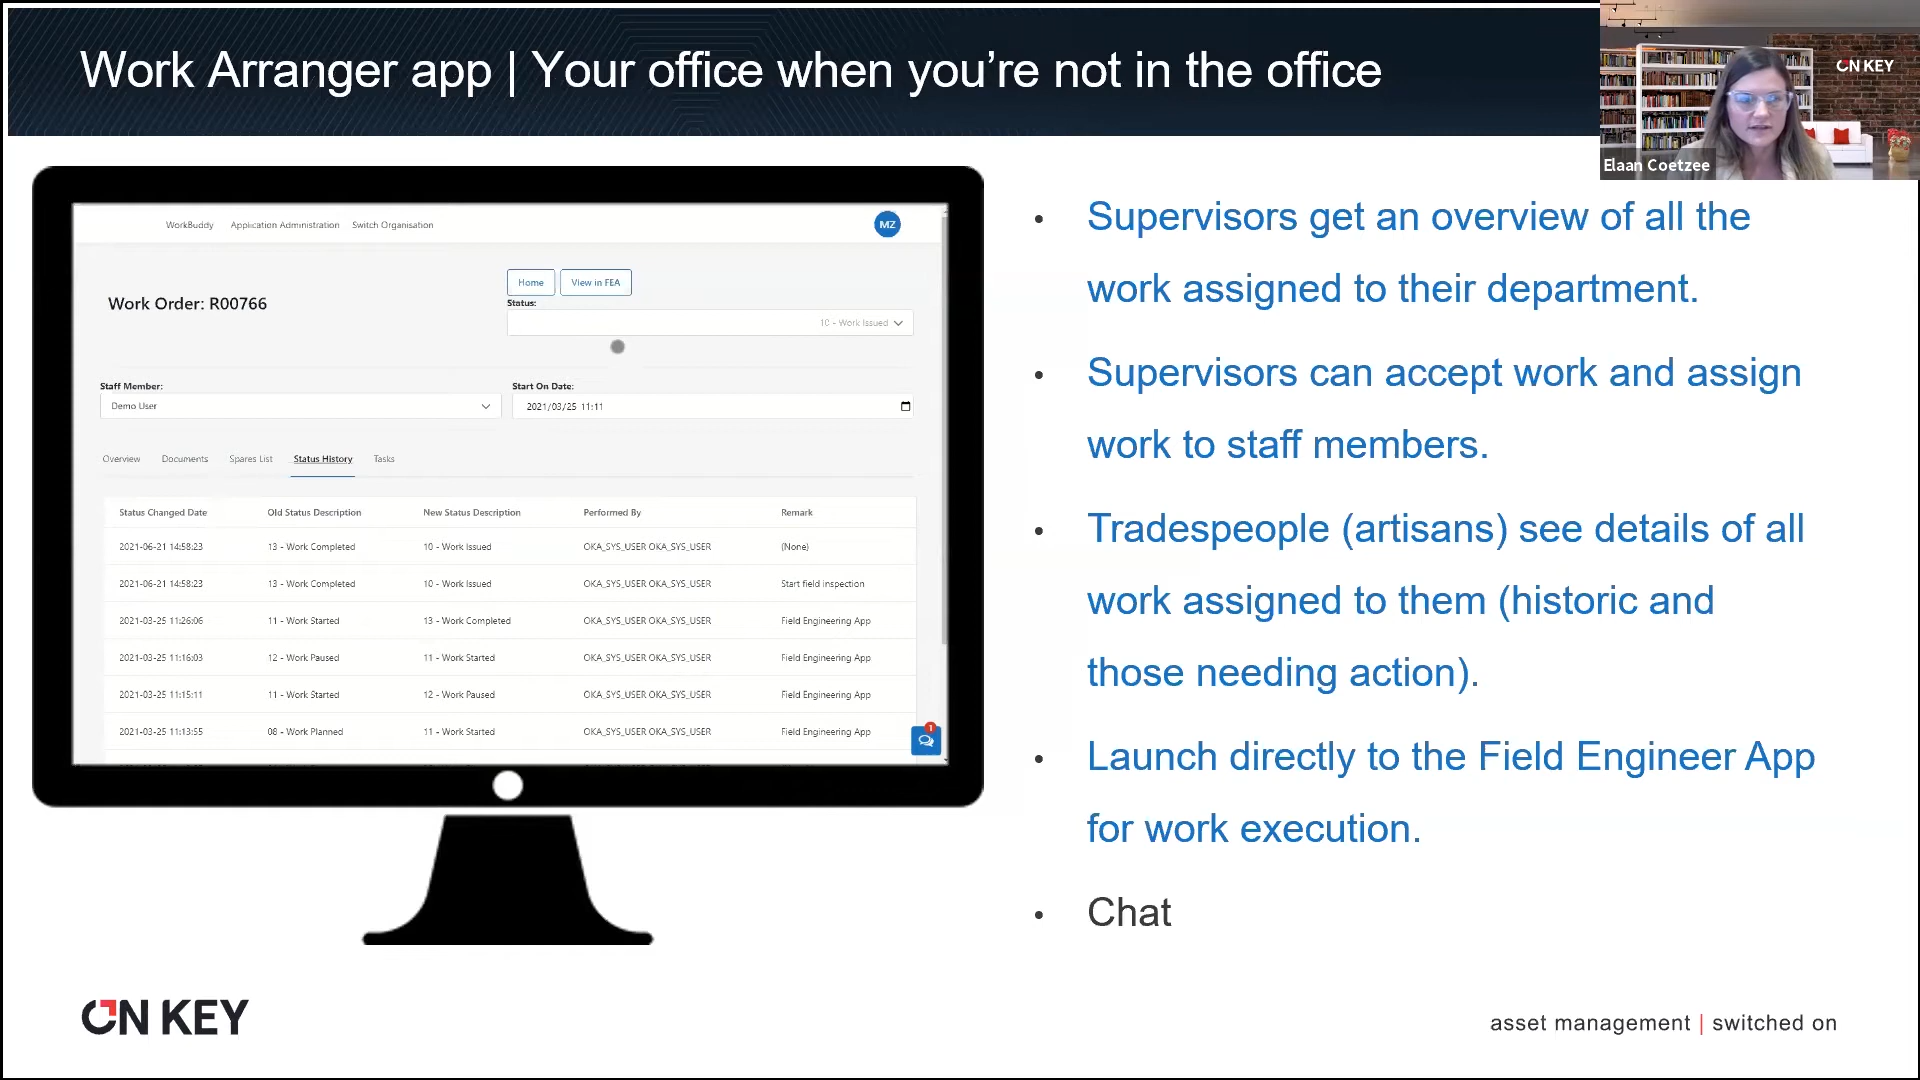 Work Arranger app | Your office when you’re not in the office
ON KEY
Elaan Coetzee
WorkBuddy Application Administration Switch Organisation
MZ
Home View in FEA
Work Order: R00766
Status:
10 - Work Issued
Staff Member: Start On Date:
Demo User 2021/03/25 11:11
Overview Documents Spares List Status History Tasks
Status Changed Date Old Status Description New Status Description Performed By Remark
2021-06-21 14:58:23 13 - Work Completed 10 - Work Issued OKA_SYS_USER OKA_SYS_USER (None)
2021-06-21 14:58:23 13 - Work Completed 10 - Work Issued OKA_SYS_USER OKA_SYS_USER Start field inspection
2021-03-25 11:26:06 11 - Work Started 13 - Work Completed OKA_SYS_USER OKA_SYS_USER Field Engineering App
2021-03-25 11:16:03 12 - Work Paused 11 - Work Started OKA_SYS_USER OKA_SYS_USER Field Engineering App
2021-03-25 11:15:11 11 - Work Started 12 - Work Paused OKA_SYS_USER OKA_SYS_USER Field Engineering App
2021-03-25 11:13:55 08 - Work Planned 11 - Work Started OKA_SYS_USER OKA_SYS_USER Field Engineering App
1
• Supervisors get an overview of all the
work assigned to their department.
• Supervisors can accept work and assign
work to staff members.
• Tradespeople (artisans) see details of all
work assigned to them (historic and
those needing action).
• Launch directly to the Field Engineer App
for work execution.
• Chat
ON KEY
asset management | switched on